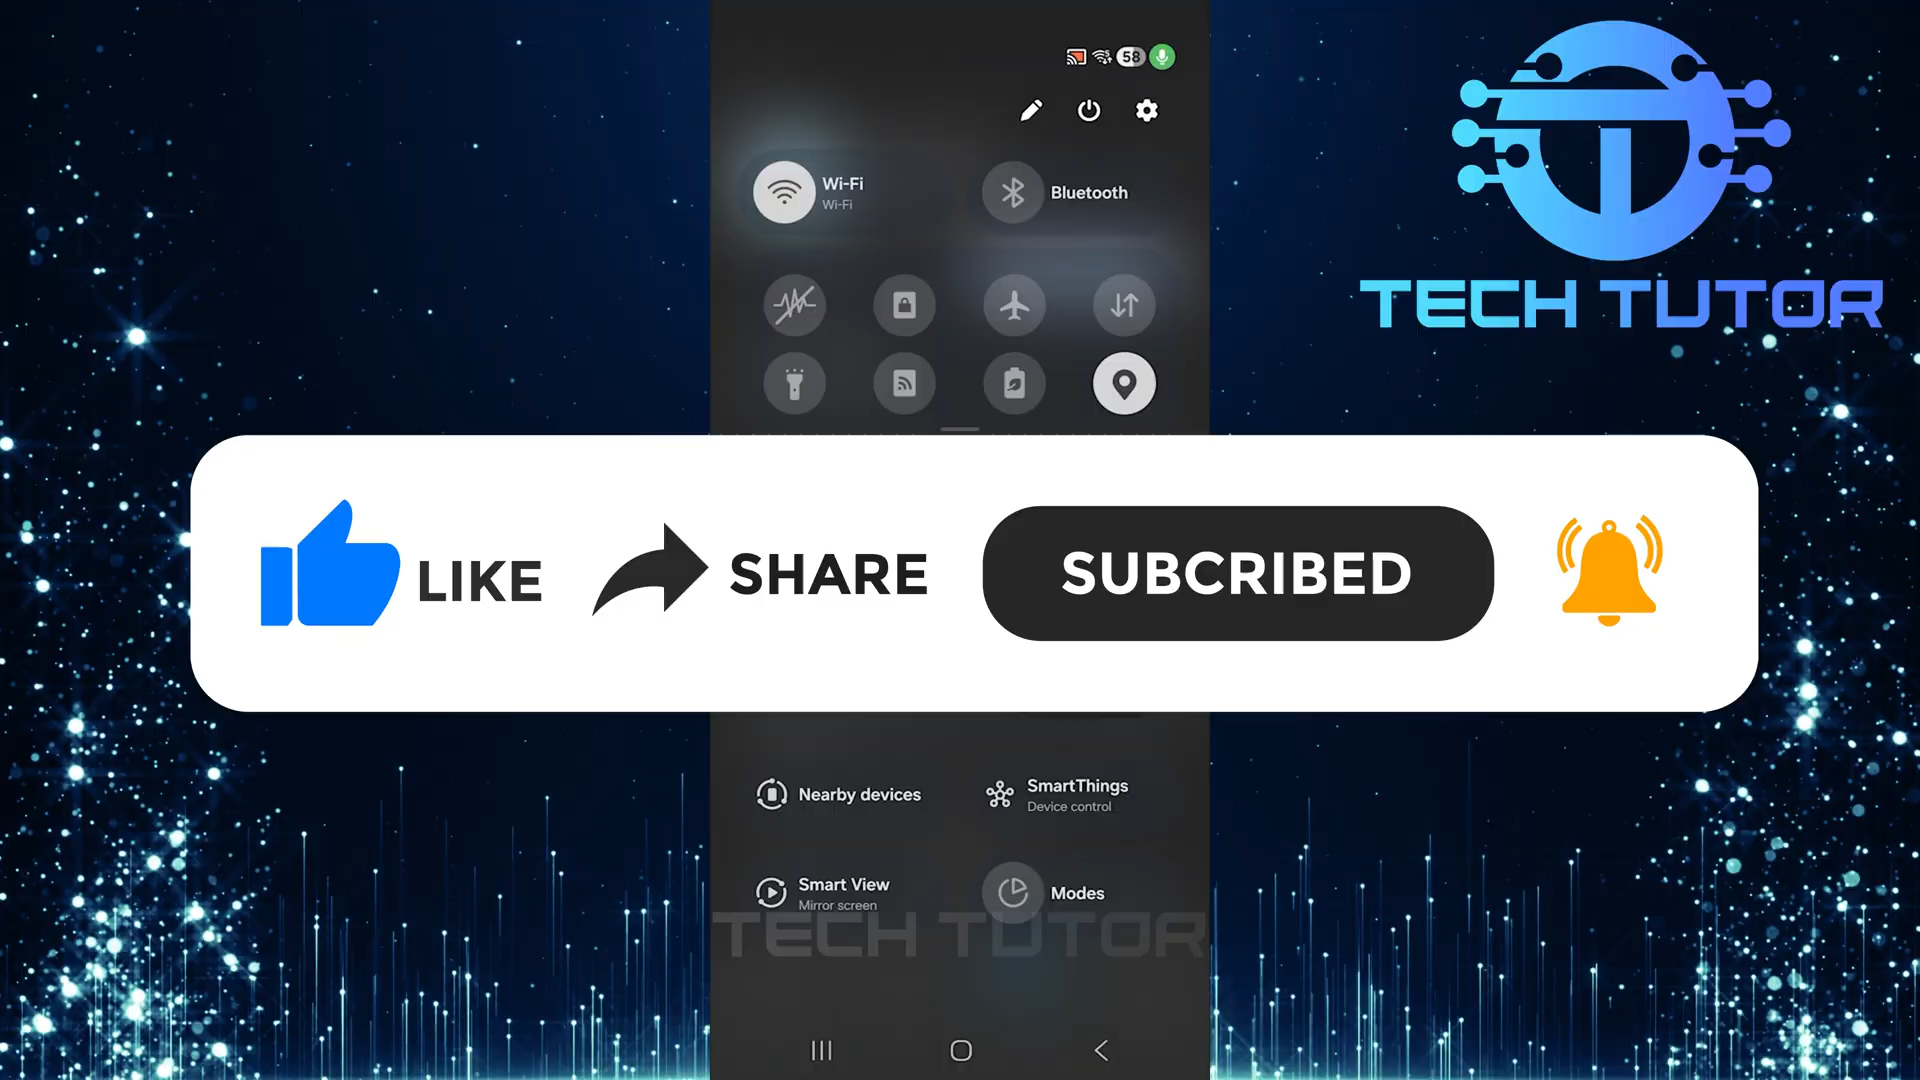 58
Wi-Fi
Wi-Fi
Bluetooth
TECH TUTOR
LIKE
SHARE
SUBCRIBED
Nearby devices
SmartThings
Device control
Smart View
Mirror screen
Modes
TECH TUTOR